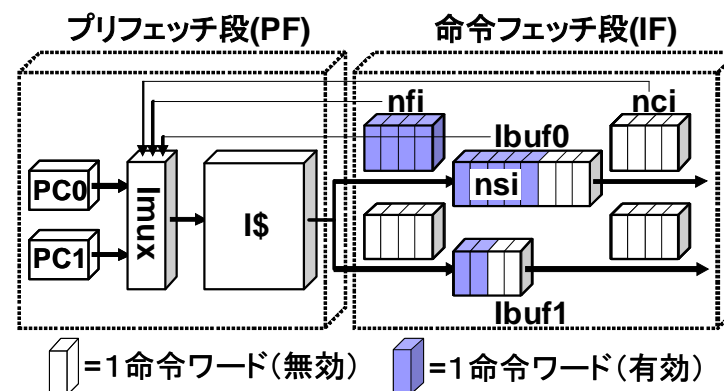 プリフェッチ段(PF)
命令フェッチ段(IF)
nfi
nci
Ibuf0
PC0
Imux
I$
nsi
PC1
Ibuf1
=1命令ワード(無効)
=1命令ワード(有効)